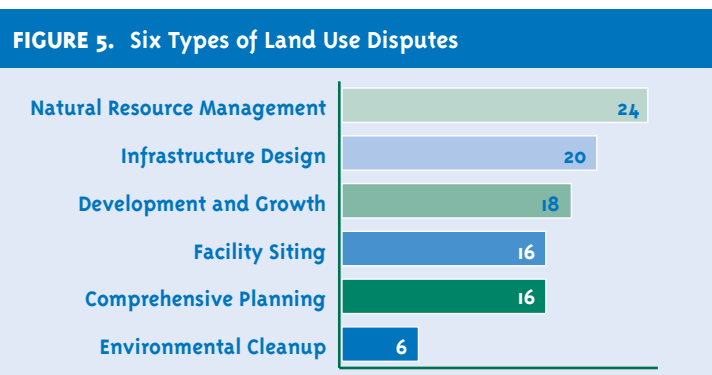 FIGURE 5. Six Types of Land Use Disputes
Natural Resource Management 24
Infrastructure Design 20
Development and Growth 18
Facility Siting 16
Comprehensive Planning 16
Environmental Cleanup 6